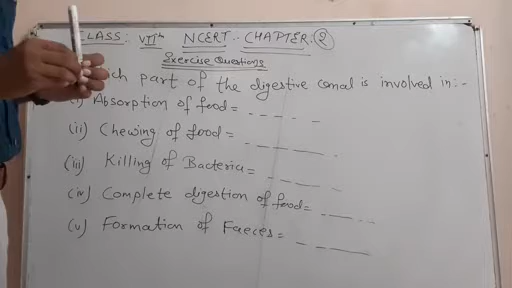 CLASS:- VIIth NCERT:- CHAPTER:- 2
Exercise Questions
part of the digestive canal is involved in:-
Absorption of food =
(ii) Chewing of food =
(iii) Killing of Bacteria =
(iv) Complete digestion of food =
(v) Formation of Faeces =